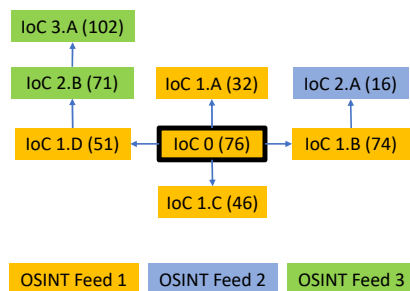 IoC 3.A (102)
IoC 2.B (71)
IoC 1.A (32)
IoC 2.A (16)
IoC 1.D (51)
IoC 0 (76)
IoC 1.B (74)
IoC 1.C (46)
OSINT Feed 1
OSINT Feed 2
OSINT Feed 3